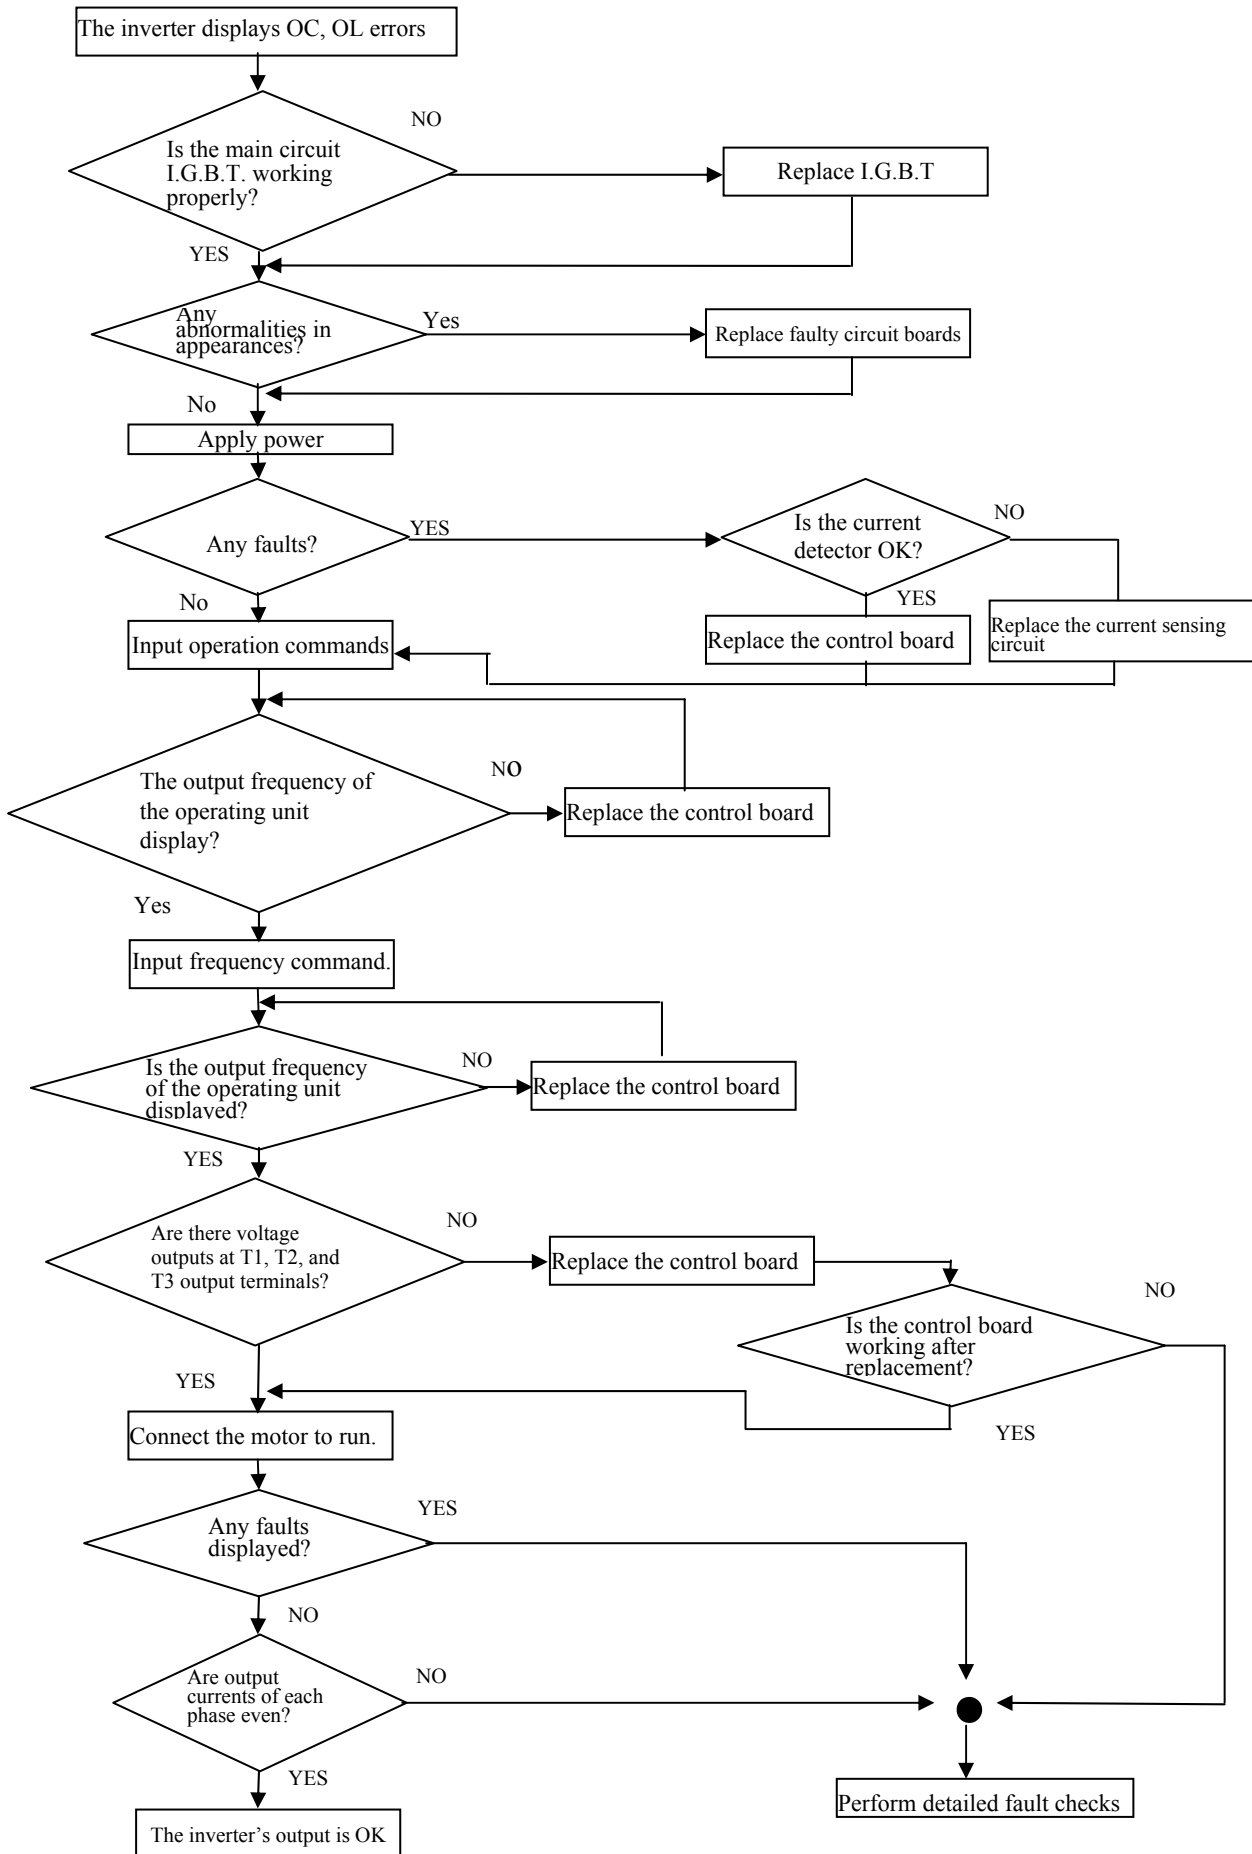 The inverter displays OC, OL errors
NO
Is the main circuit
I.G.B.T. working
properly?
Replace I.G.B.T
YES
Any
abnormalities in
appearances?
Yes
Replace faulty circuit boards
No
Apply power
Any faults?
YES
Is the current
detector OK?
NO
No
YES
Input operation commands
Replace the control board
Replace the current sensing
circuit
The output frequency of
the operating unit
display?
NO
Replace the control board
Yes
Input frequency command.
Is the output frequency
of the operating unit
displayed?
NO
Replace the control board
YES
Are there voltage
outputs at T1, T2, and
T3 output terminals?
NO
Replace the control board
Is the control board
working after
replacement?
NO
YES
YES
Connect the motor to run.
Any faults
displayed?
YES
NO
Are output
currents of each
phase even?
NO
YES
Perform detailed fault checks
The inverter's output is OK